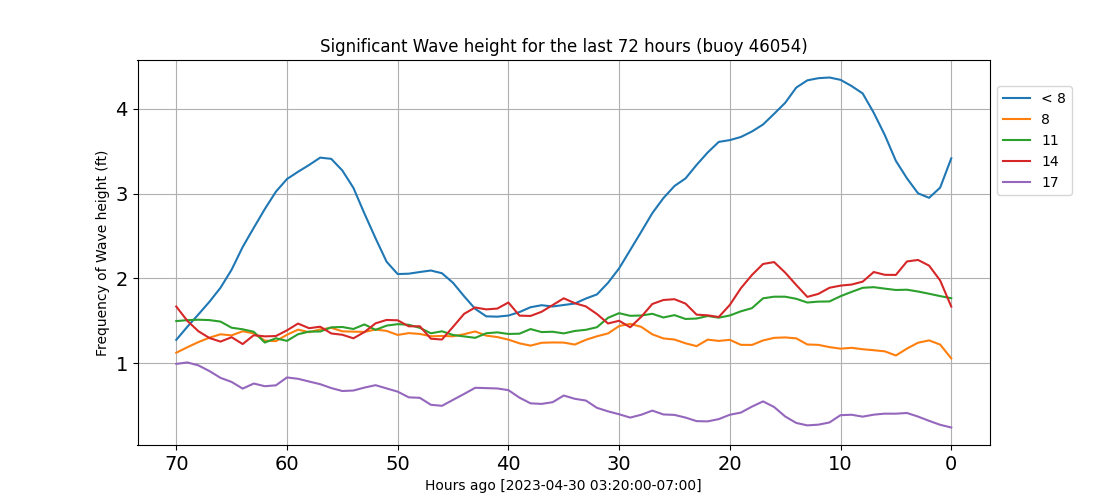 Significant Wave height for the last 72 hours (buoy 46054)
Frequency of Wave height (ft)
4
3
2
1
70 60 50 40 30 20 10 0
Hours ago [2023-04-30 03:20:00-07:00]
< 8
8
11
14
17